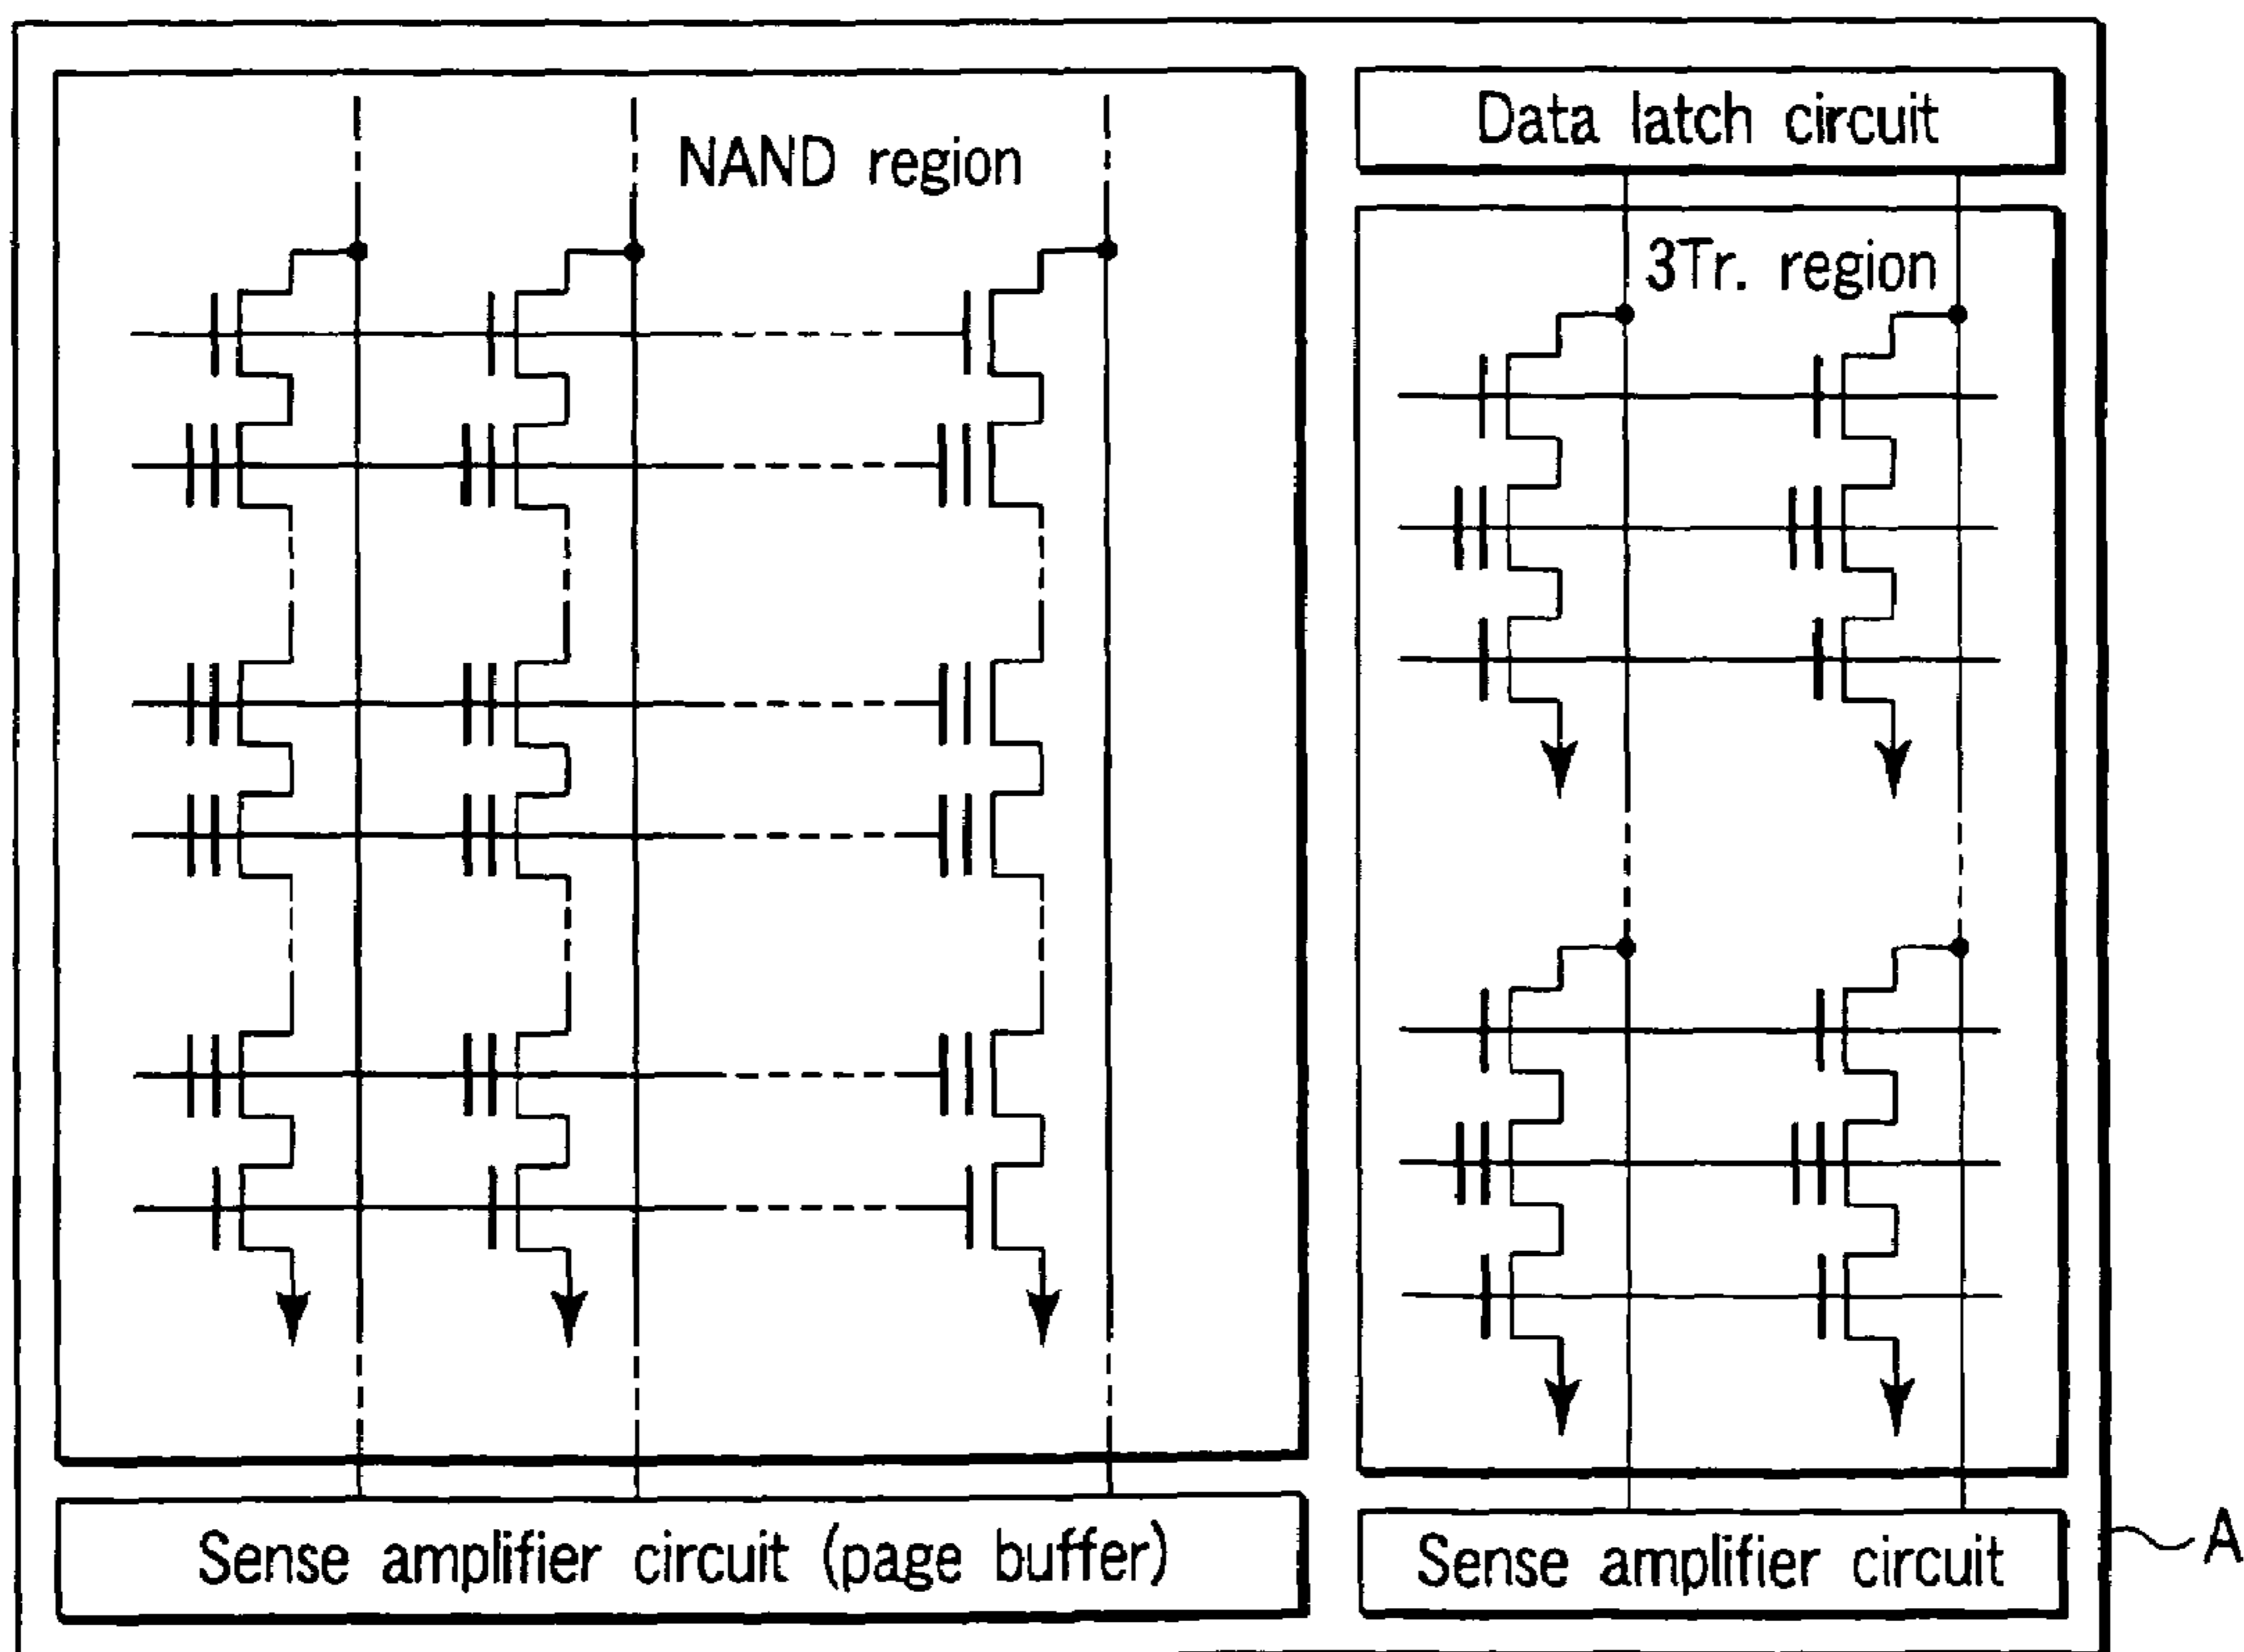 NAND region
Data latch circuit
3Tr. region
Sense amplifier circuit (page buffer)
Sense amplifier circuit
A